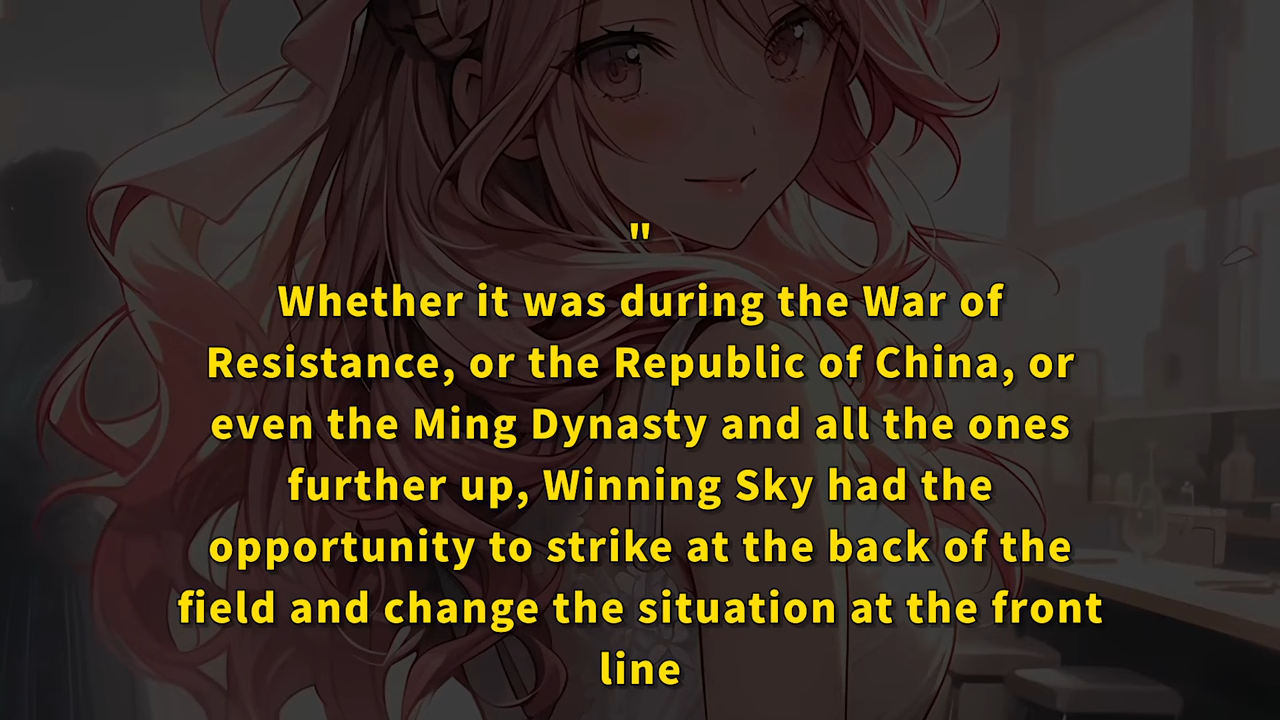 "
Whether it was during the War of
Resistance, or the Republic of China, or
even the Ming Dynasty and all the ones
further up, Winning Sky had the
opportunity to strike at the back of the
field and change the situation at the front
line